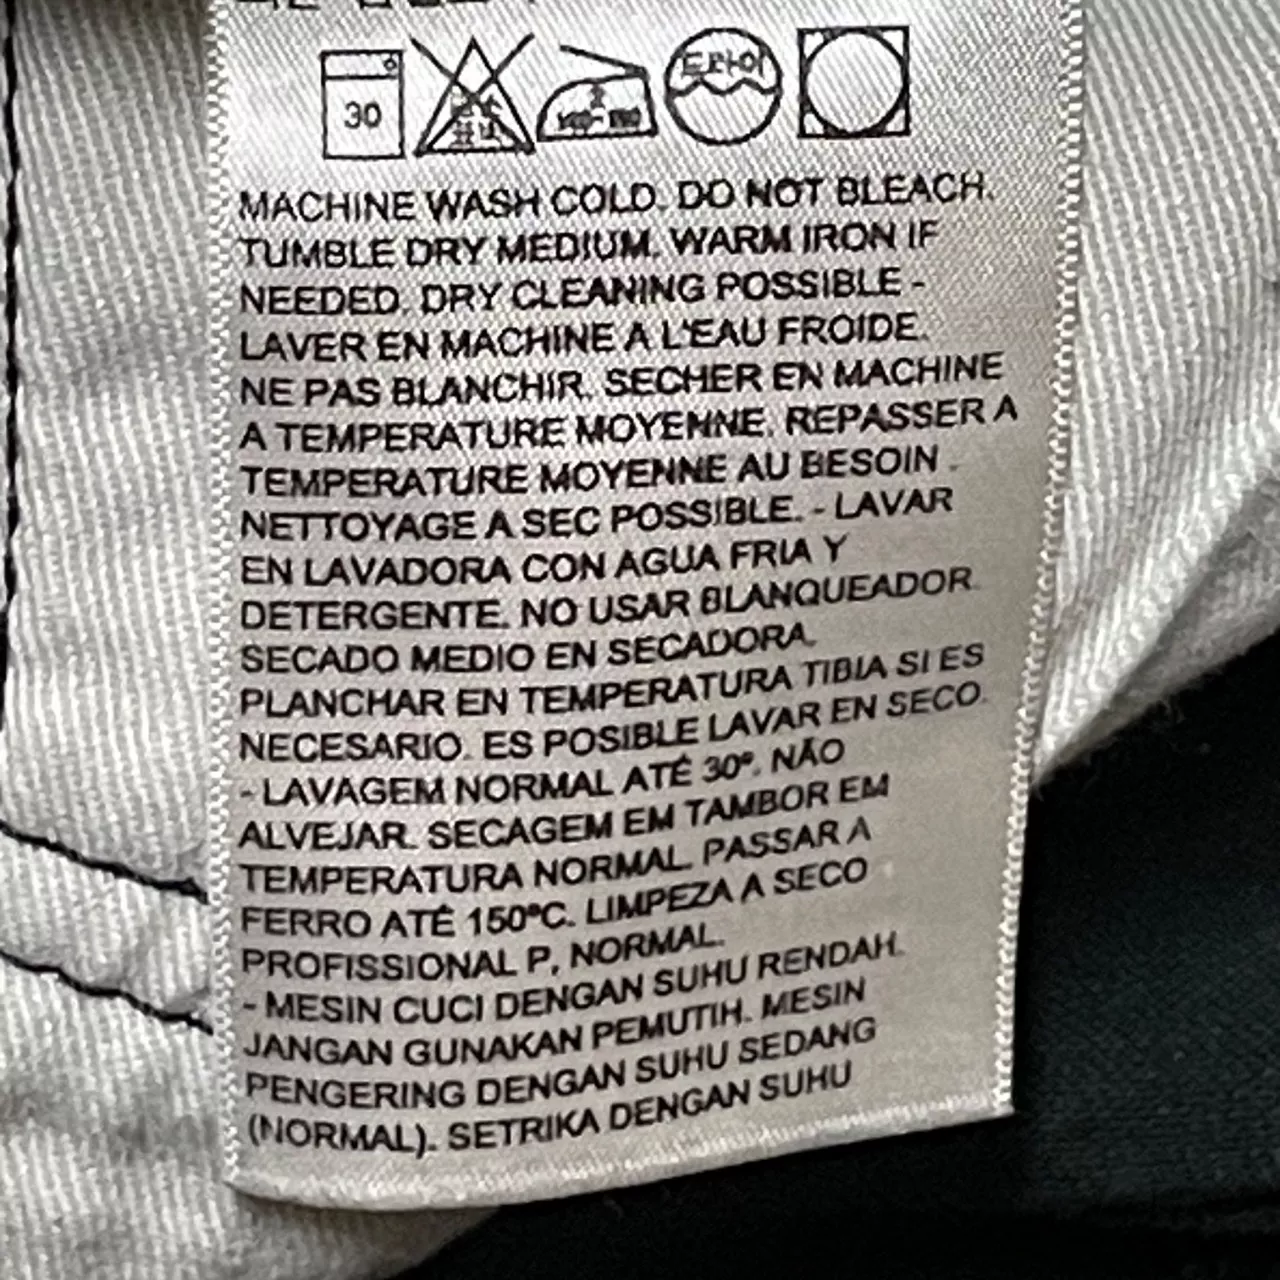 30
드라이
MACHINE WASH COLD. DO NOT BLEACH.
TUMBLE DRY MEDIUM. WARM IRON IF
NEEDED. DRY CLEANING POSSIBLE -
LAVER EN MACHINE A L'EAU FROIDE.
NE PAS BLANCHIR. SECHER EN MACHINE
A TEMPERATURE MOYENNE. REPASSER A
TEMPERATURE MOYENNE AU BESOIN .
NETTOYAGE A SEC POSSIBLE. - LAVAR
EN LAVADORA CON AGUA FRIA Y
DETERGENTE. NO USAR BLANQUEADOR.
SECADO MEDIO EN SECADORA.
PLANCHAR EN TEMPERATURA TIBIA SI ES
NECESARIO. ES POSIBLE LAVAR EN SECO.
- LAVAGEM NORMAL ATÉ 30º. NÃO
ALVEJAR. SECAGEM EM TAMBOR EM
TEMPERATURA NORMAL. PASSAR A
FERRO ATÉ 150ºC. LIMPEZA A SECO
PROFISSIONAL P, NORMAL.
- MESIN CUCI DENGAN SUHU RENDAH.
JANGAN GUNAKAN PEMUTIH. MESIN
PENGERING DENGAN SUHU SEDANG
(NORMAL). SETRIKA DENGAN SUHU